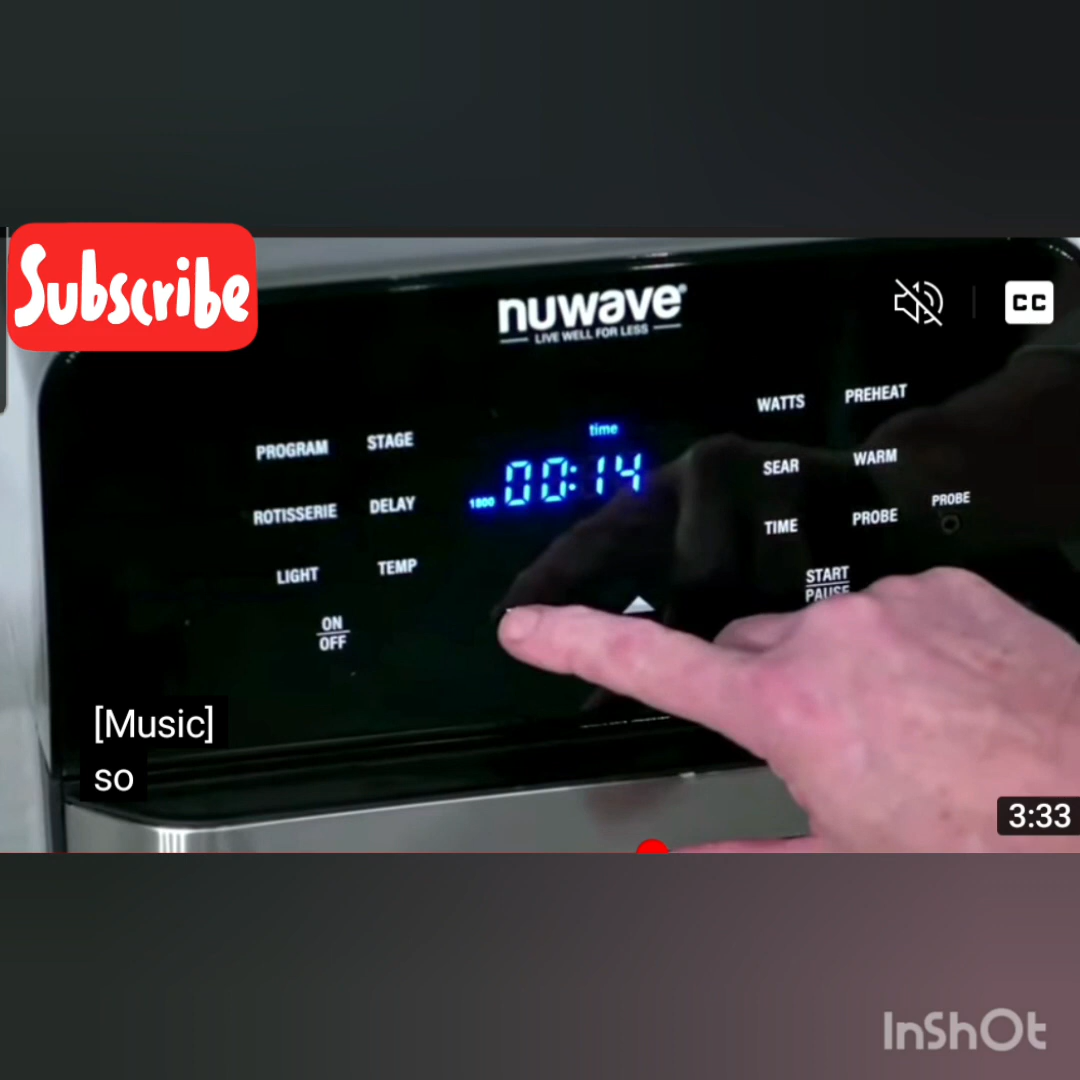 Subscribe
nuwave®
LIVE WELL FOR LESS
CC
WATTS
PREHEAT
PROGRAM
STAGE
time
1800
00:14
SEAR
WARM
ROTISSERIE
DELAY
TIME
PROBE
PROBE
LIGHT
TEMP
START
PAUSE
ON
OFF
[Music]
so
3:33
InShOt